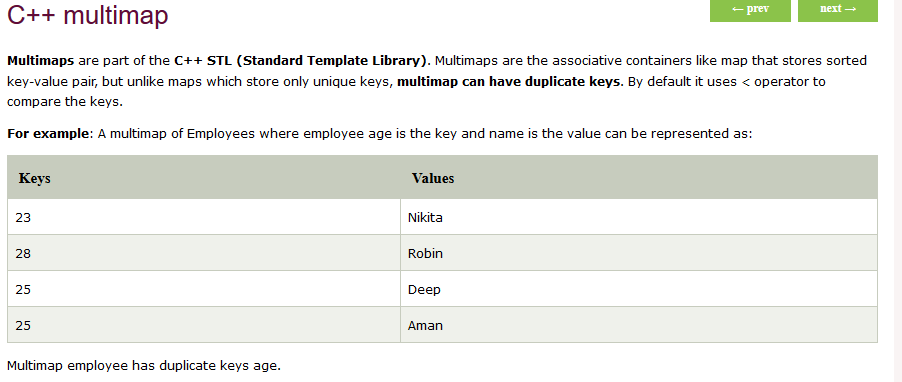 C++ multimap
← prev
next →
Multimaps are part of the C++ STL (Standard Template Library). Multimaps are the associative containers like map that stores sorted
key-value pair, but unlike maps which store only unique keys, multimap can have duplicate keys. By default it uses < operator to
compare the keys.
For example: A multimap of Employees where employee age is the key and name is the value can be represented as:
Keys Values
23 Nikita
28 Robin
25 Deep
25 Aman
Multimap employee has duplicate keys age.